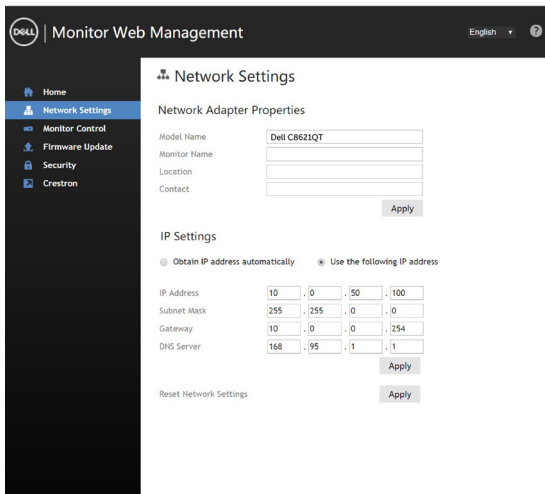 DELL | Monitor Web Management
English
?
Home
Network Settings
Monitor Control
Firmware Update
Security
Crestron
Network Settings
Network Adapter Properties
Model Name Dell C8621QT
Monitor Name
Location
Contact
Apply
IP Settings
Obtain IP address automatically Use the following IP address
IP Address 10 . 0 . 50 . 100
Subnet Mask 255 . 255 . 0 . 0
Gateway 10 . 0 . 0 . 254
DNS Server 168 . 95 . 1 . 1
Apply
Reset Network Settings Apply